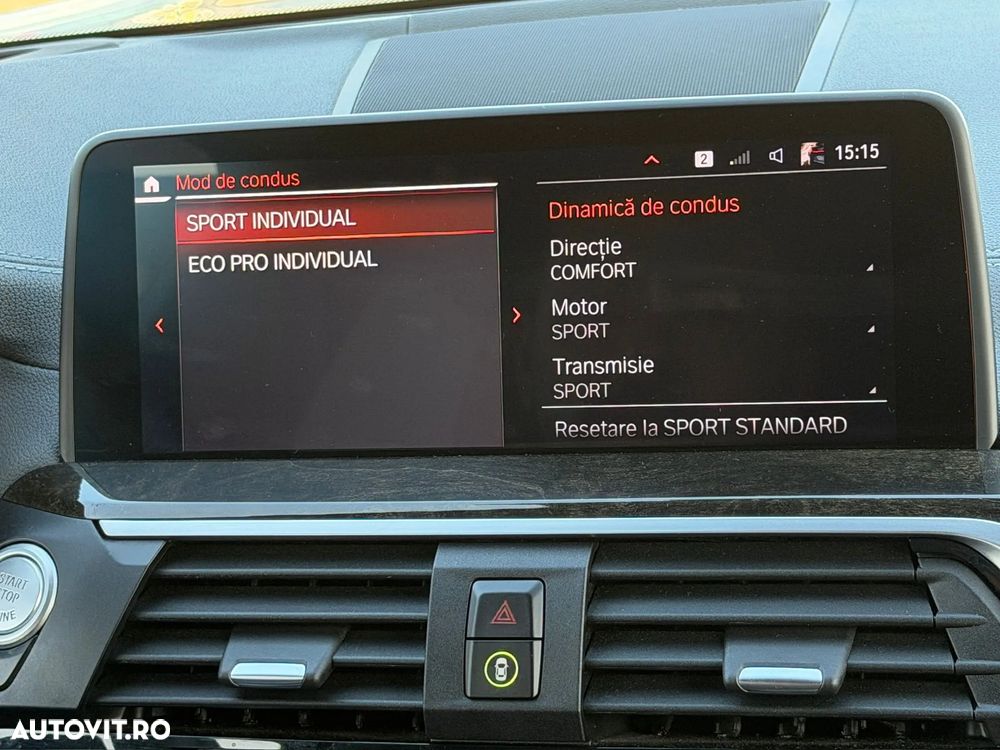 2
15:15
Mod de condus
SPORT INDIVIDUAL
ECO PRO INDIVIDUAL
Dinamică de condus
Direcție
COMFORT
Motor
SPORT
Transmisie
SPORT
Resetare la SPORT STANDARD
START
STOP
AUTOVIT.RO